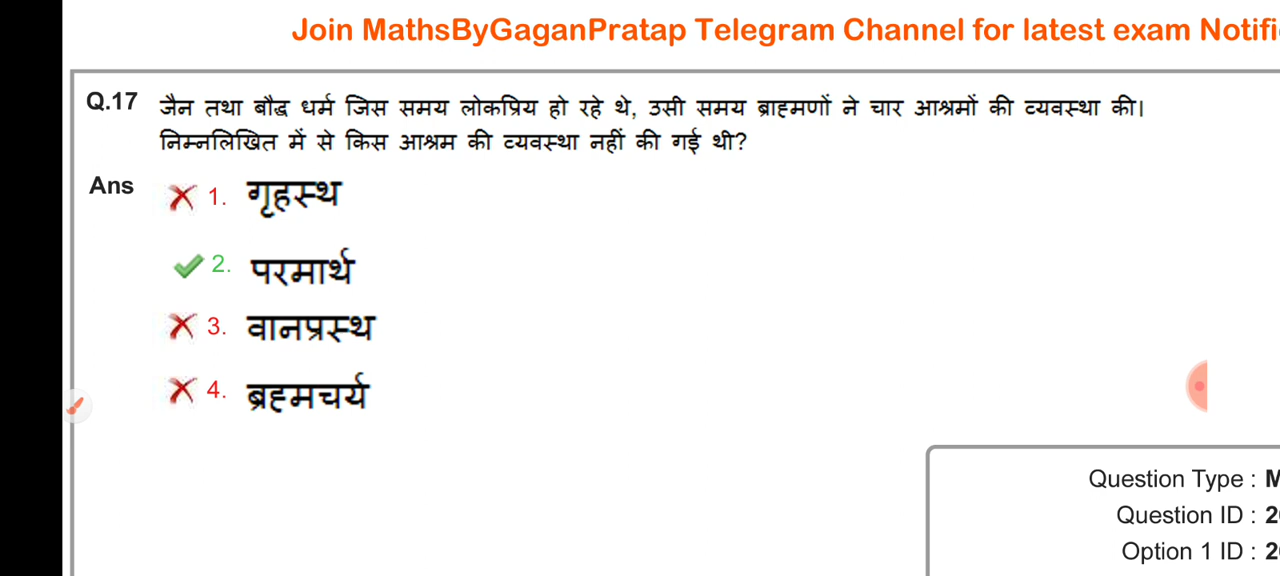 Join MathsByGaganPratap Telegram Channel for latest exam Notifi
Q.17 जैन तथा बौद्ध धर्म जिस समय लोकप्रिय हो रहे थे, उसी समय ब्राह्मणों ने चार आश्रमों की व्यवस्था की।
निम्नलिखित में से किस आश्रम की व्यवस्था नहीं की गई थी?
Ans 1. गृहस्थ
2. परमार्थ
3. वानप्रस्थ
4. ब्रह्मचर्य
Question Type :
Question ID : 2
Option 1 ID : 2